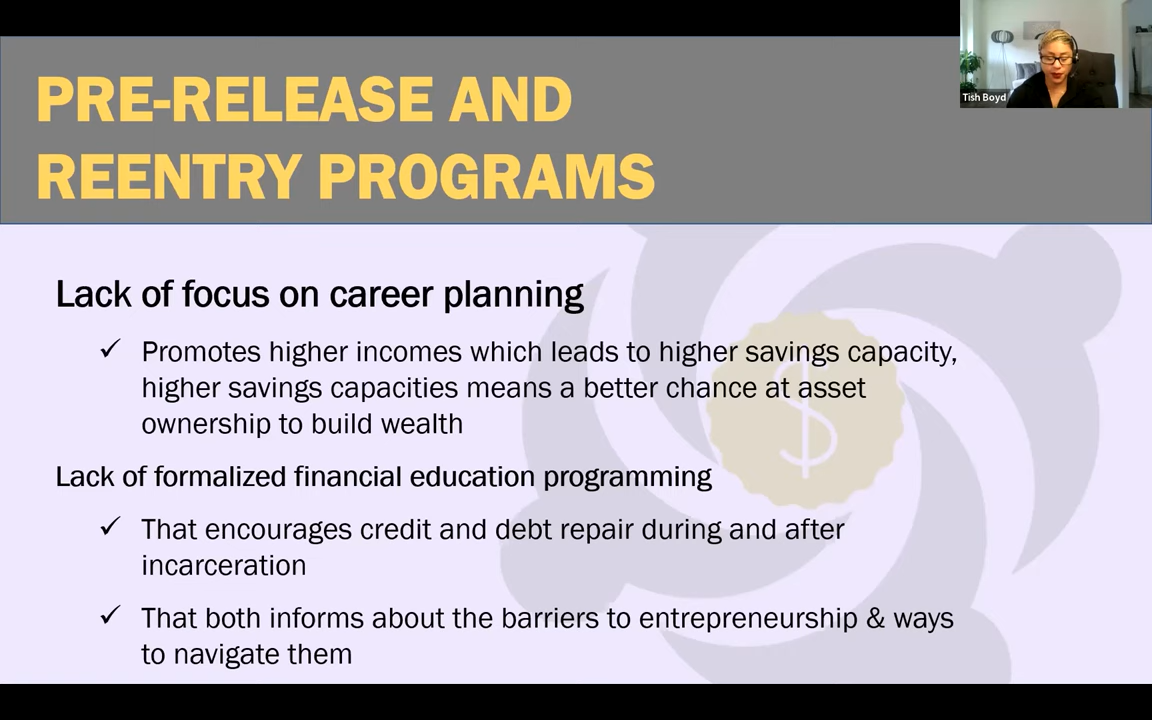 PRE-RELEASE AND
REENTRY PROGRAMS
Tish Boyd
Lack of focus on career planning
✓ Promotes higher incomes which leads to higher savings capacity,
higher savings capacities means a better chance at asset
ownership to build wealth
Lack of formalized financial education programming
✓ That encourages credit and debt repair during and after
incarceration
✓ That both informs about the barriers to entrepreneurship & ways
to navigate them
$